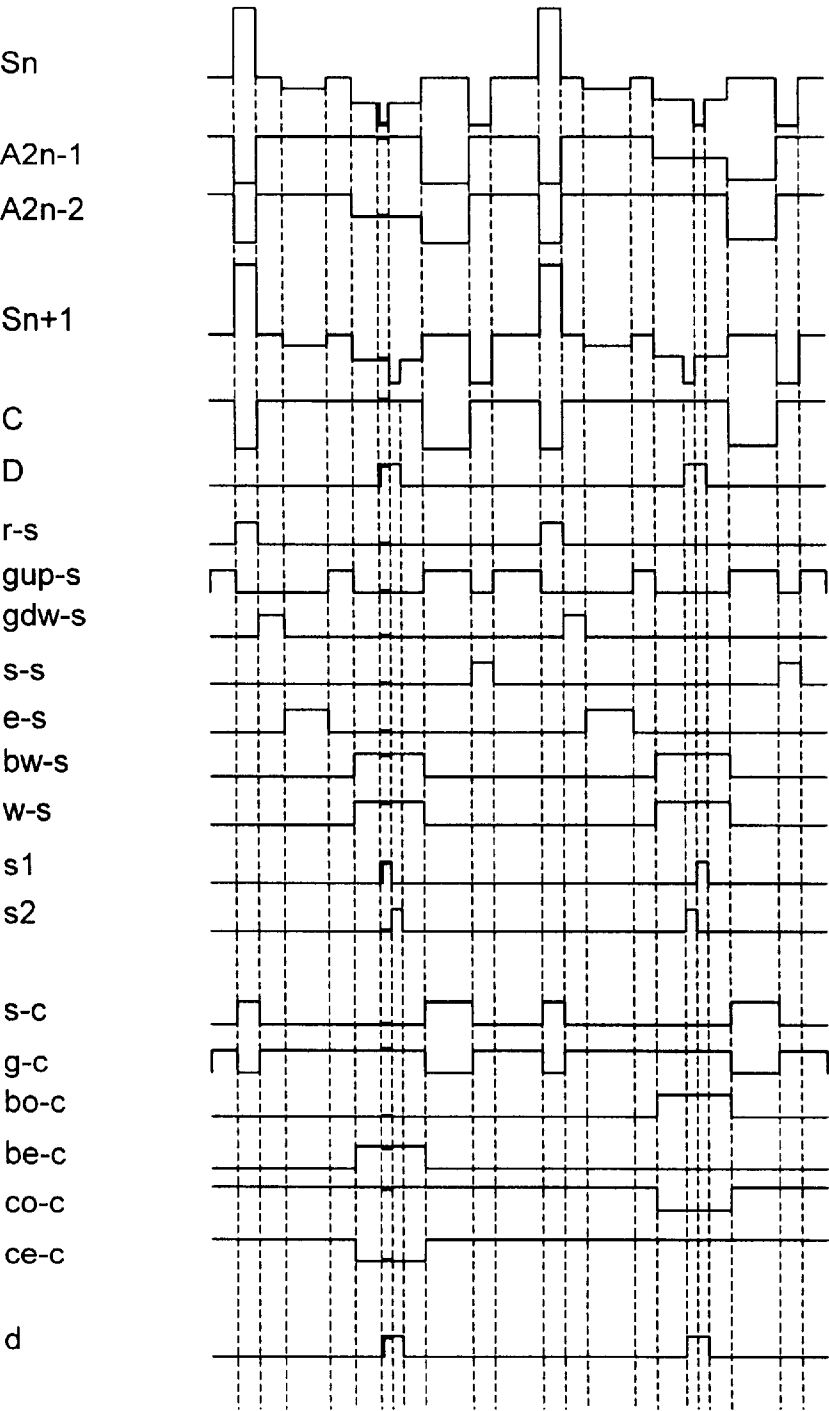 Sn
A2n-1
A2n-2
Sn+1
C
D
r-s
gup-s
gdw-s
s-s
e-s
bw-s
w-s
s1
s2
s-c
g-c
bo-c
be-c
co-c
ce-c
d